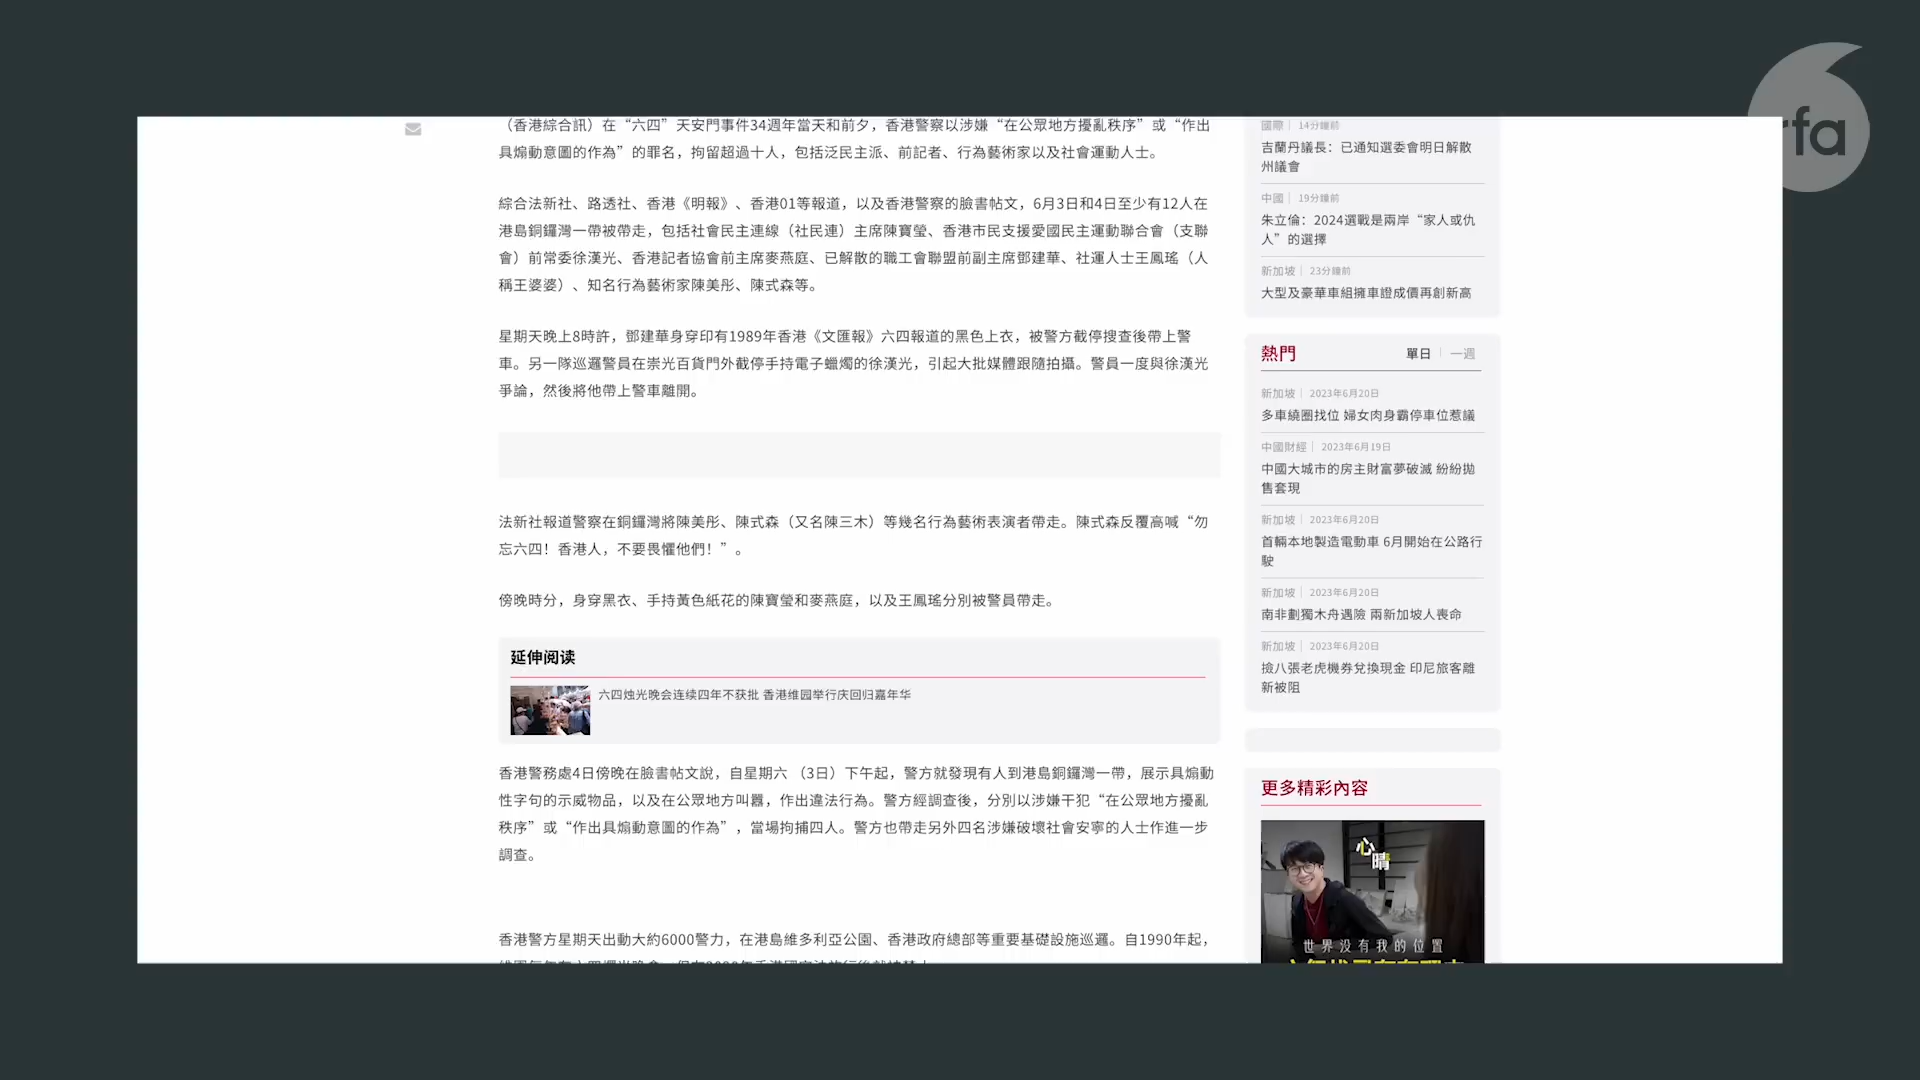 （香港綜合訊）在“六四”天安門事件34週年當天和前夕，香港警察以涉嫌“在公眾地方擾亂秩序”或“作出
具煽動意圖的作為”的罪名，拘留超過十人，包括泛民主派、前記者、行為藝術家以及社會運動人士。
綜合法新社、路透社、香港《明報》、香港01等報道，以及香港警察的臉書帖文，6月3日和4日至少有12人在
港島銅鑼灣一帶被帶走，包括社會民主連線（社民連）主席陳寶瑩、香港市民支援愛國民主運動聯合會（支聯
會）前常委徐漢光、香港記者協會前主席麥燕庭、已解散的職工會聯盟前副主席鄧建華、社運人士王鳳瑤（人
稱王婆婆）、知名行為藝術家陳美彤、陳式森等。
星期天晚上8時許，鄧建華身穿印有1989年香港《文匯報》六四報道的黑色上衣，被警方截停搜查後帶上警
車。另一隊巡邏警員在崇光百貨門外截停手持電子蠟燭的徐漢光，引起大批媒體跟隨拍攝。警員一度與徐漢光
爭論，然後將他帶上警車離開。
法新社報道警察在銅鑼灣將陳美彤、陳式森（又名陳三木）等幾名行為藝術表演者帶走。陳式森反覆高喊“勿
忘六四！香港人，不要畏懼他們！”。
傍晚時分，身穿黑衣、手持黃色紙花的陳寶瑩和麥燕庭，以及王鳳瑤分別被警員帶走。
延伸阅读
六四烛光晚会连续四年不获批 香港维园举行庆回归嘉年华
香港警務處4日傍晚在臉書帖文說，自星期六 （3日）下午起，警方就發現有人到港島銅鑼灣一帶，展示具煽動
性字句的示威物品，以及在公眾地方叫囂，作出違法行為。警方經調查後，分別以涉嫌干犯“在公眾地方擾亂
秩序”或“作出具煽動意圖的作為”，當場拘捕四人。警方也帶走另外四名涉嫌破壞社會安寧的人士作進一步
調查。
香港警方星期天出動大約6000警力，在港島維多利亞公園、香港政府總部等重要基礎設施巡邏。自1990年起，
國際 14分鐘前
吉蘭丹議長：已通知選委會明日解散
州議會
中國 19分鐘前
朱立倫：2024選戰是兩岸“家人或仇
人”的選擇
新加坡 23分鐘前
大型及豪華車組擁車證成價再創新高
熱門 單日 一週
新加坡 2023年6月20日
多車繞圈找位 婦女肉身霸停車位惹議
中國財經 2023年6月19日
中國大城市的房主財富夢破滅 紛紛拋
售套現
新加坡 2023年6月20日
首輛本地製造電動車 6月開始在公路行
駛
新加坡 2023年6月20日
南非劃獨木舟遇險 兩新加坡人喪命
新加坡 2023年6月20日
撿八張老虎機券兌換現金 印尼旅客離
新被阻
更多精彩內容
心
晴
世界没有我的位置
rfa